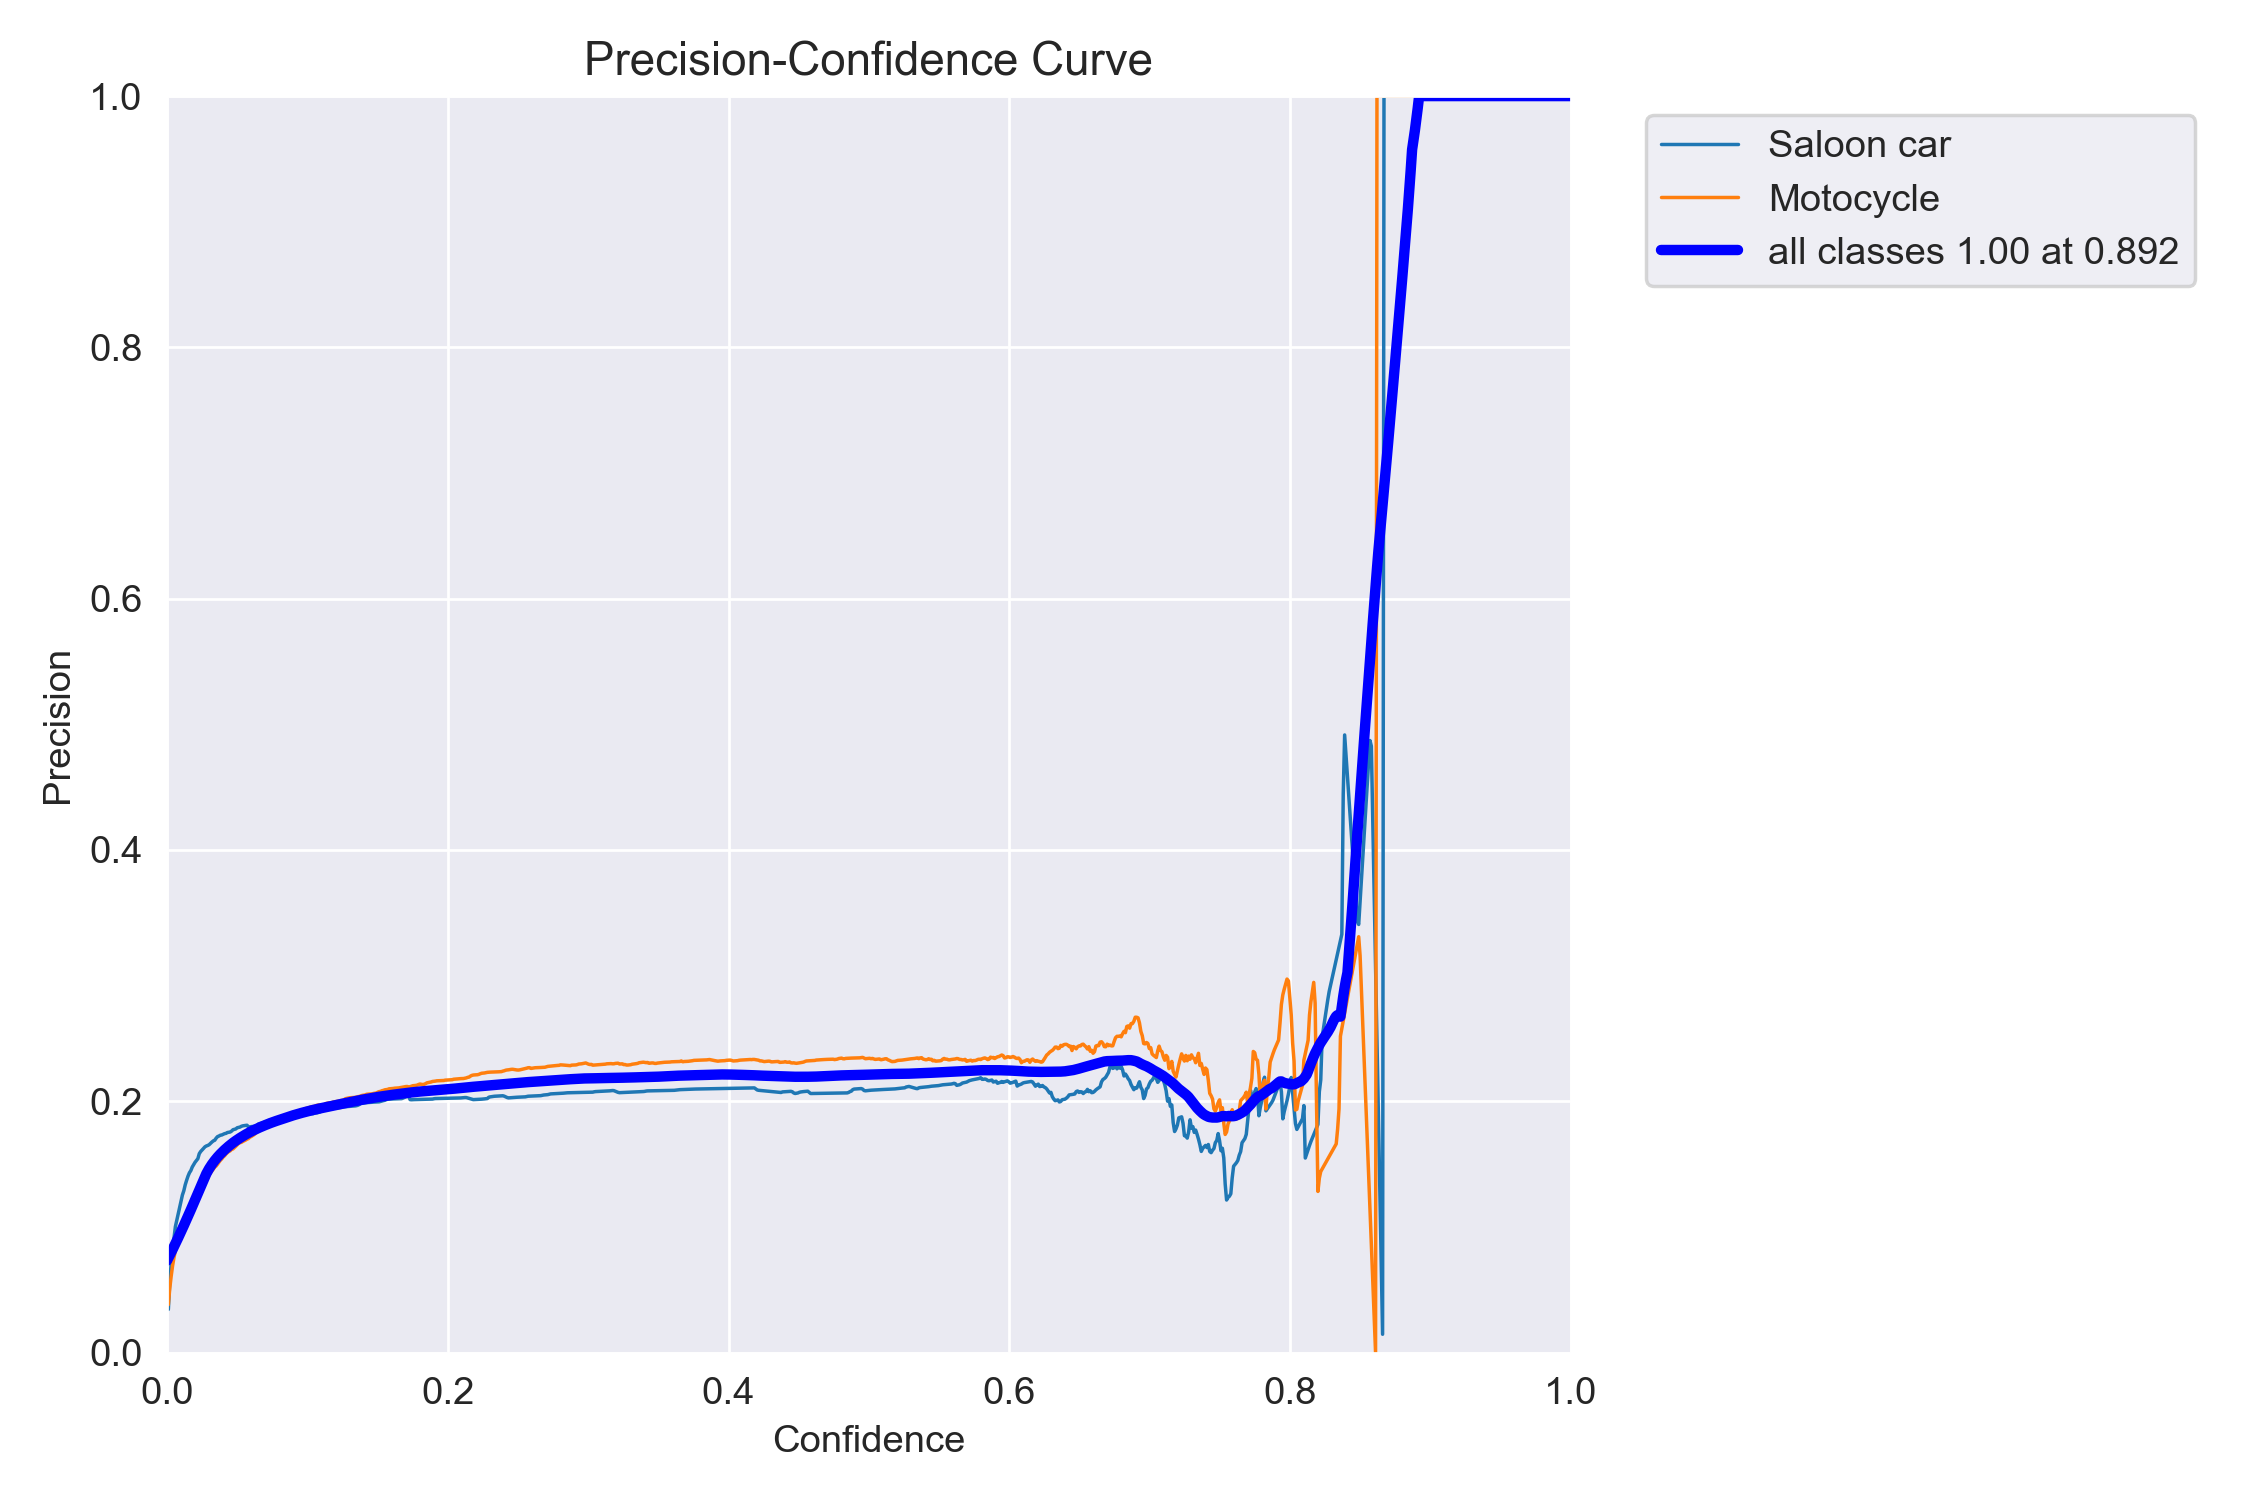 Precision-Confidence Curve
1.0
0.8
0.6
0.4
0.2
0.0
Precision
0.0 0.2 0.4 0.6 0.8 1.0
Confidence
Saloon car
Motocycle
all classes 1.00 at 0.892